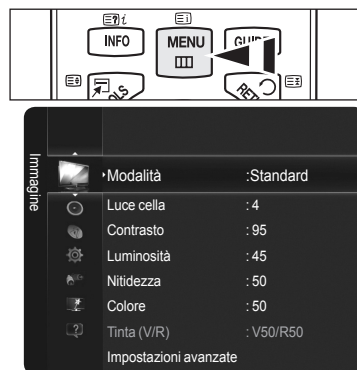 INFO
MENU
GUIDE
Immagine
Modalità :Standard
Luce cella : 4
Contrasto : 95
Luminosità : 45
Nitidezza : 50
Colore : 50
Tinta (V/R) : V50/R50
Impostazioni avanzate